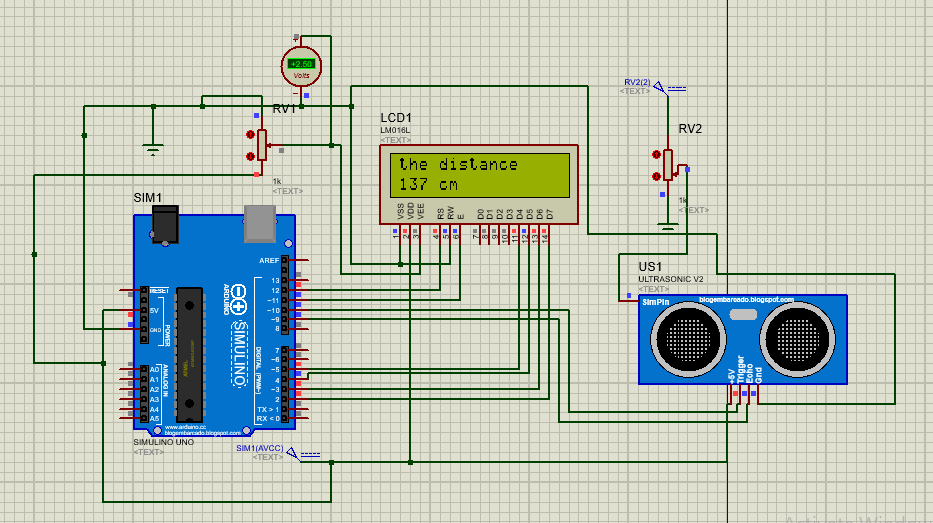 +2.50
Volts
RV1
1k
<TEXT>
RV2(2)
<TEXT>
RV2
1k
<TEXT>
LCD1
LM016L
<TEXT>
the distance
137 cm
VSS
VDD
VEE
RS
RW
E
D0
D1
D2
D3
D4
D5
D6
D7
1
2
3
4
5
6
7
8
9
10
11
12
13
14
SIM1
AREF
13
12
~11
~10
~9
8
7
~6
~5
4
~3
2
TX > 1
RX < 0
RESET
5V
GND
POWER
A0
A1
A2
A3
A4
A5
ANALOG IN
ARDUINO
SIMULINO
DIGITAL (PWM~)
www.arduino.cc
blogembarcado.blogspot.com
SIMULINO UNO
<TEXT>
SIM1(AVCC)
<TEXT>
US1
ULTRASONIC V2
<TEXT>
SimPin
blogembarcado.blogspot.com
+5V
Trigger
Echo
Gnd